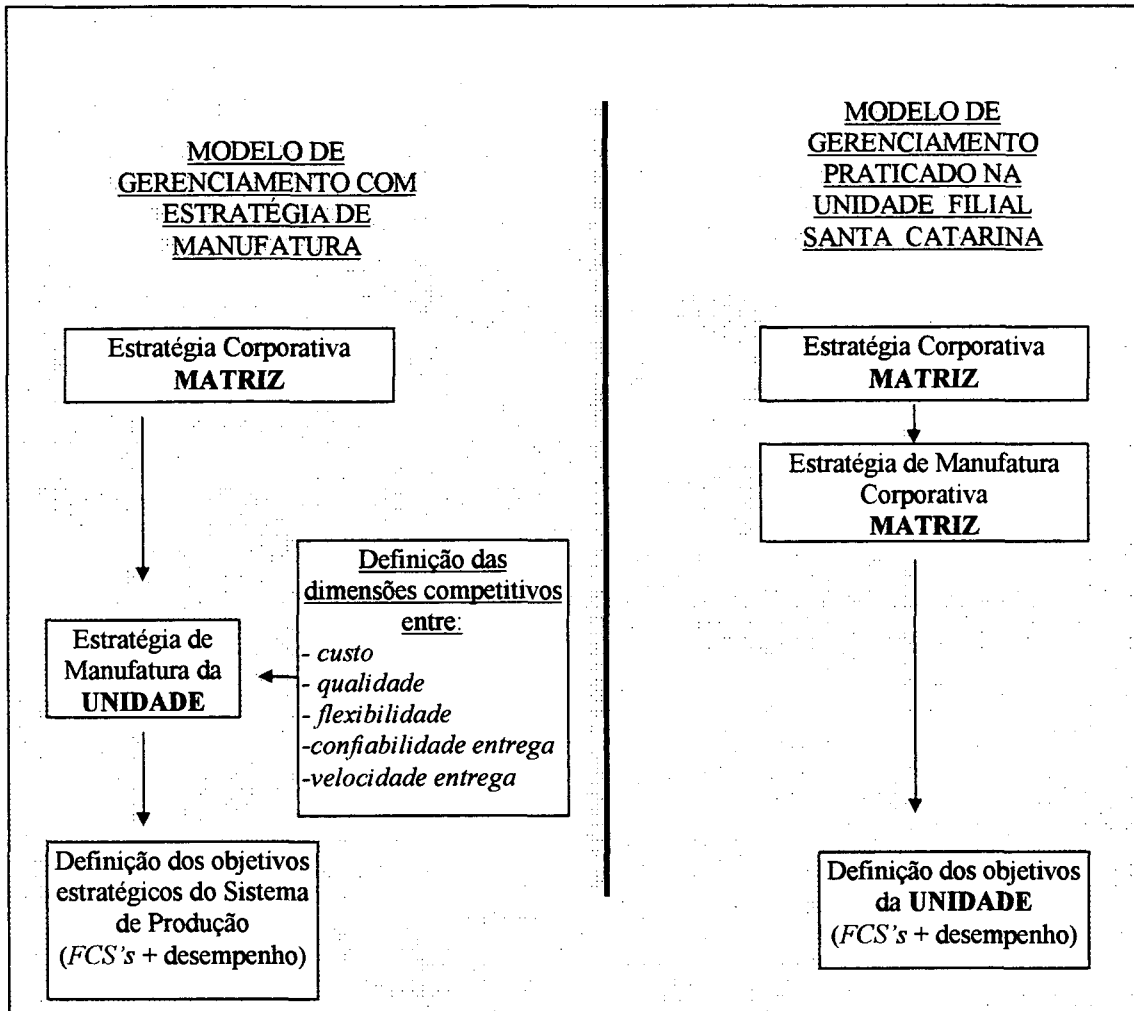 MODELO DE
GERENCIAMENTO COM
ESTRATÉGIA DE
MANUFATURA
Estratégia Corporativa
MATRIZ
Estratégia de
Manufatura da
UNIDADE
Definição das
dimensões competitivos
entre:
- custo
- qualidade
- flexibilidade
-confiabilidade entrega
-velocidade entrega
Definição dos objetivos
estratégicos do Sistema
de Produção
(FCS's + desempenho)
MODELO DE
GERENCIAMENTO
PRATICADO NA
UNIDADE FILIAL
SANTA CATARINA
Estratégia Corporativa
MATRIZ
Estratégia de Manufatura
Corporativa
MATRIZ
Definição dos objetivos
da UNIDADE
(FCS's + desempenho)